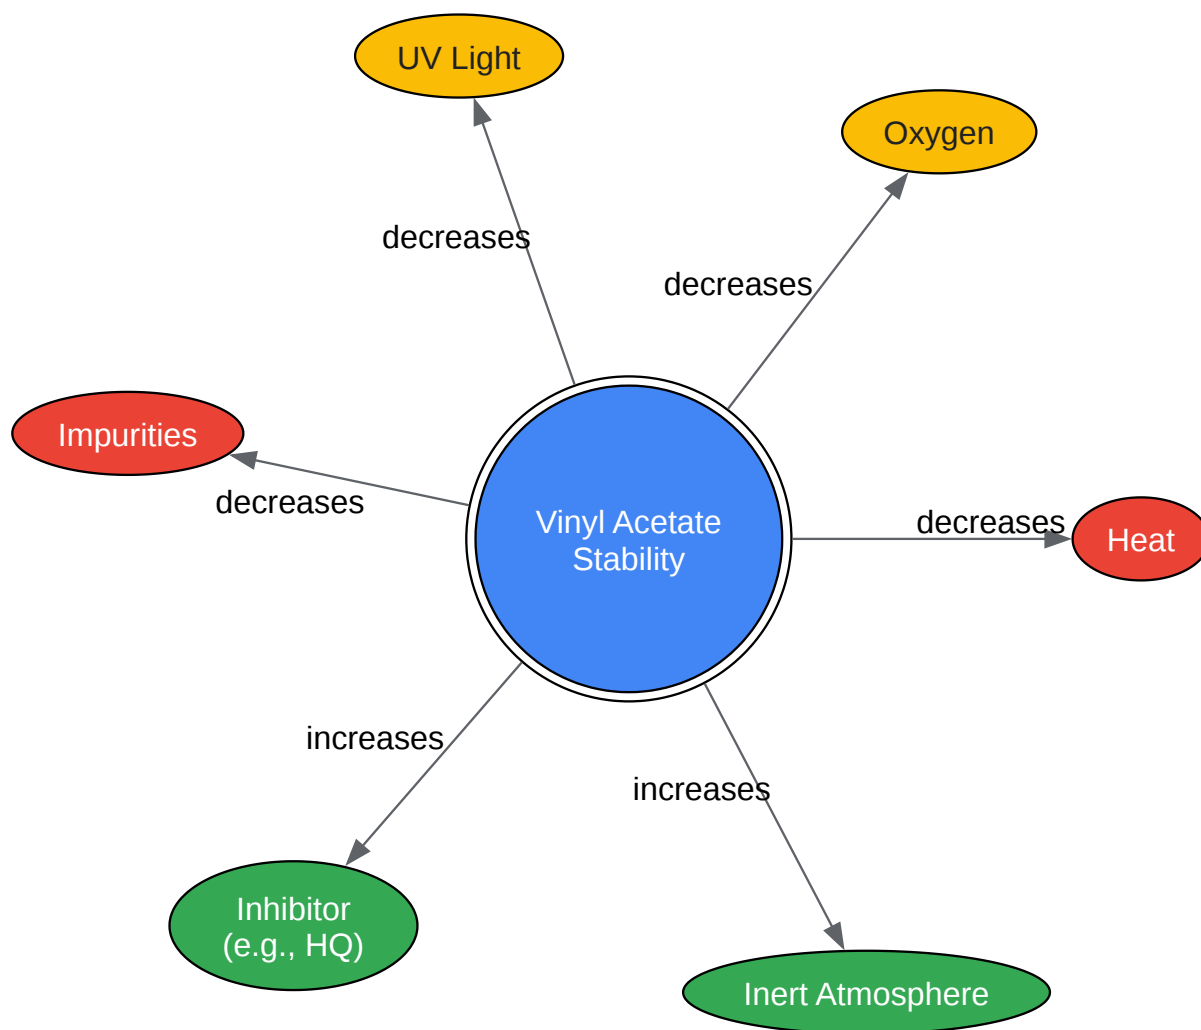 UV Light
Oxygen
decreases
decreases
Impurities
decreases
Vinyl Acetate
Stability
decreases
Heat
increases
increases
Inhibitor
(e.g., HQ)
Inert Atmosphere